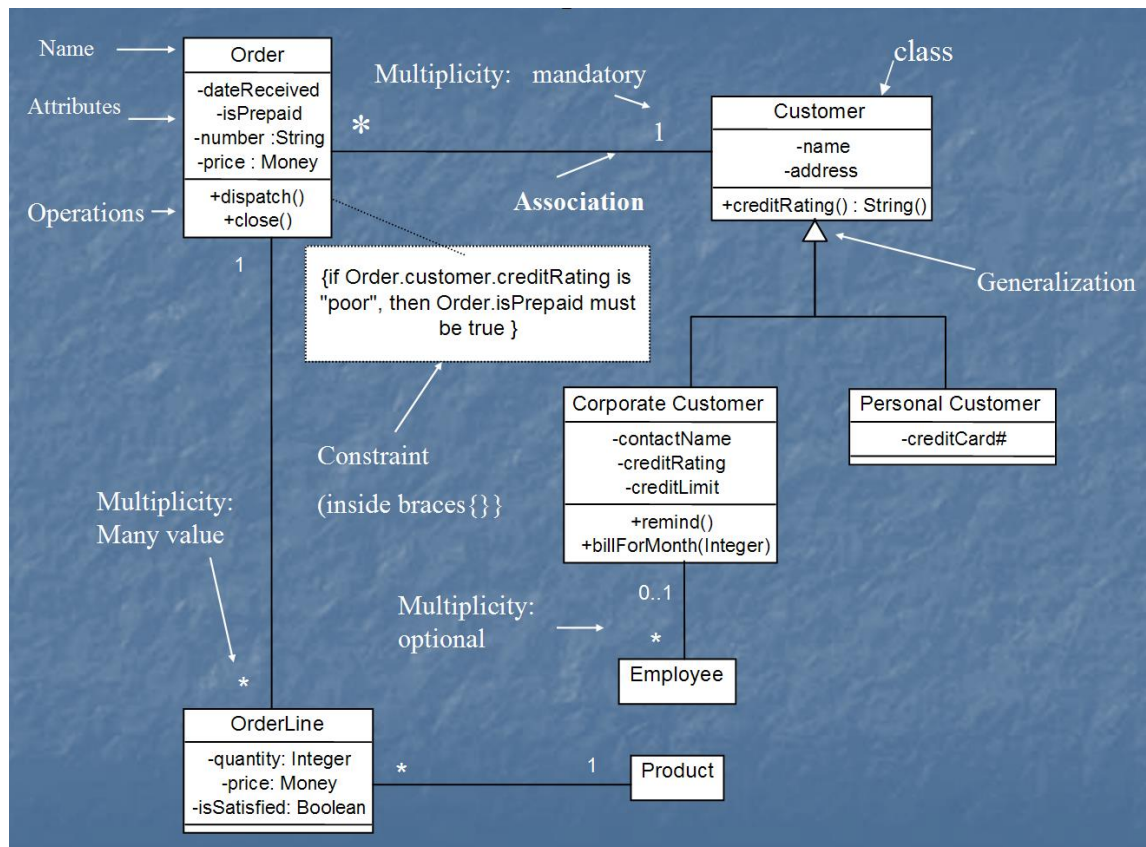 Name
Order
Attributes
-dateReceived
-isPrepaid
-number :String
-price : Money
Operations
+dispatch()
+close()
Multiplicity: mandatory
*
1
Association
class
Customer
-name
-address
+creditRating() : String()
Generalization
1
{if Order.customer.creditRating is
"poor", then Order.isPrepaid must
be true }
Constraint
(inside braces{}}
Corporate Customer
-contactName
-creditRating
-creditLimit
+remind()
+billForMonth(Integer)
Personal Customer
-creditCard#
Multiplicity:
Many value
*
0..1
Multiplicity:
optional
*
Employee
OrderLine
-quantity: Integer
-price: Money
-isSatisfied: Boolean
*
1
Product